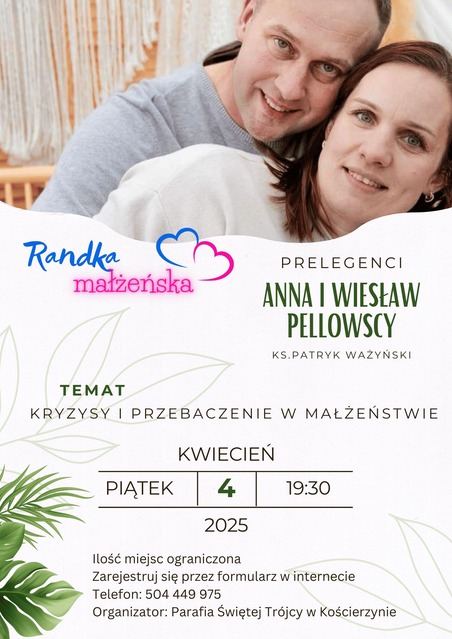 Randka
małżeńska
PRELEGENCI
ANNA I WIESŁAW
PELLOWSCY
KS.PATRYK WAŻYŃSKI
TEMAT
KRYZYSY I PRZEBACZENIE W MAŁŻEŃSTWIE
KWIECIEŃ
PIĄTEK 4 19:30
2025
Ilość miejsc ograniczona
Zarejestruj się przez formularz w internecie
Telefon: 504 449 975
Organizator: Parafia Świętej Trójcy w Kościerzynie